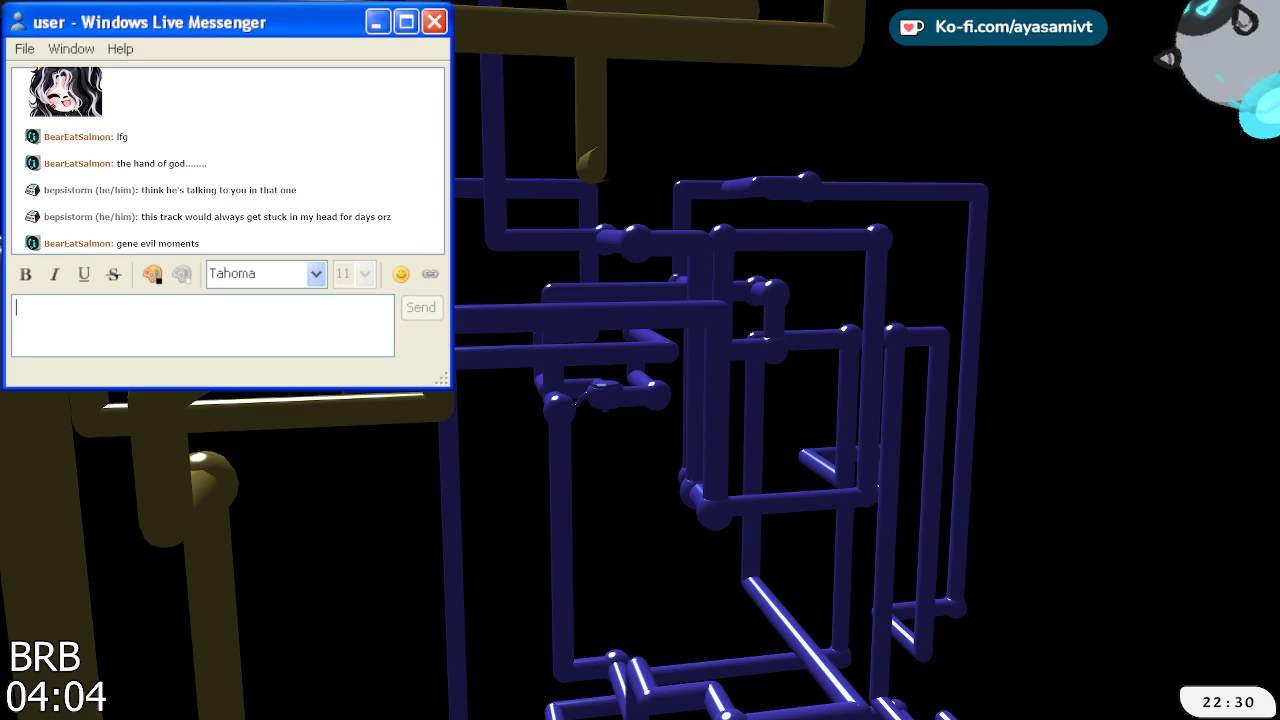 user - Windows Live Messenger
Ko-fi.com/ayasamivt
File Window Help
BearEatSalmon: lfg
BearEatSalmon: the hand of god........
bepsistorm (he/him): think he's talking to you in that one
bepsistorm (he/him): this track would always get stuck in my head for days orz
BearEatSalmon: gene evil moments
B I U S Tahoma 11
Send
BRB
04:04
22:30